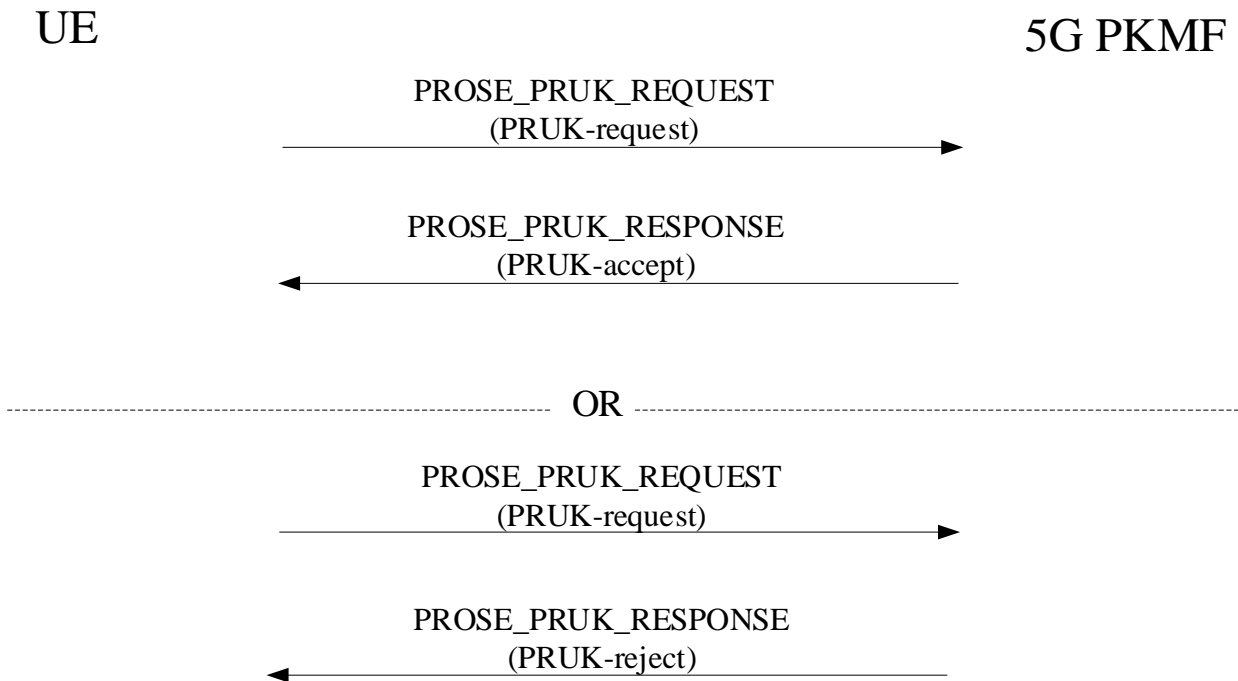 UE
5G PKMF
PROSE_PRUK_REQUEST
(PRUK-request)
PROSE_PRUK_RESPONSE
(PRUK-accept)
OR
PROSE_PRUK_REQUEST
(PRUK-request)
PROSE_PRUK_RESPONSE
(PRUK-reject)